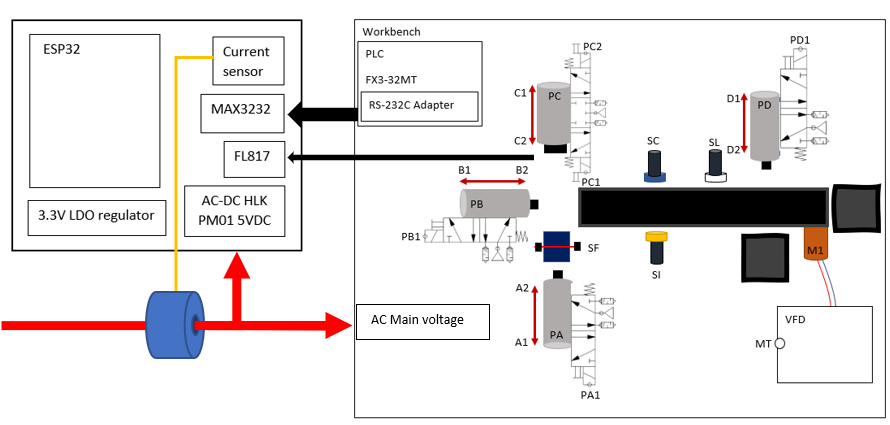 ESP32
Current
sensor
MAX3232
FL817
AC-DC HLK
PM01 5VDC
3.3V LDO regulator
Workbench
PLC
FX3-32MT
RS-232C Adapter
AC Main voltage
PC2
C1
PC
C2
PC1
PD1
D1
PD
D2
SC
SL
B1
B2
PB
PB1
SF
SI
M1
A2
A1
PA
PA1
VFD
MT